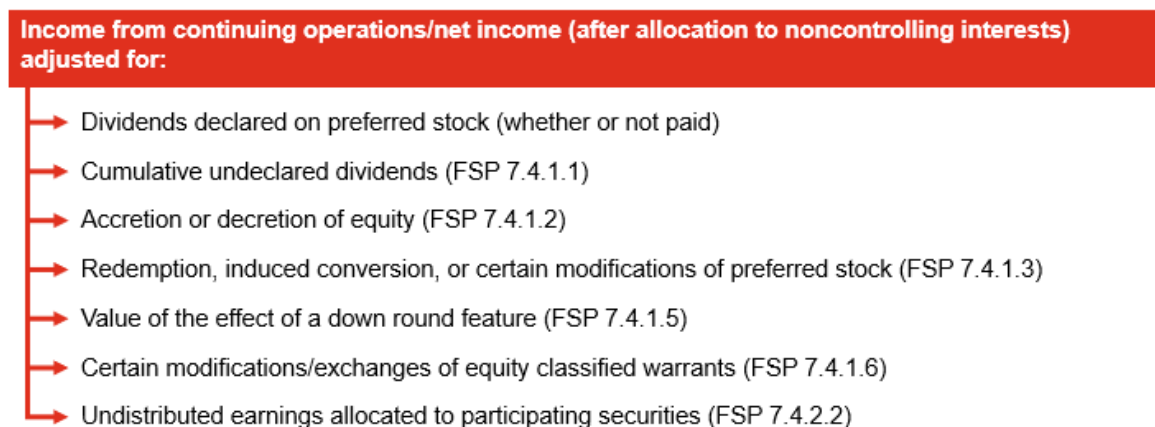 Income from continuing operations/net income (after allocation to noncontrolling interests)
adjusted for:
Dividends declared on preferred stock (whether or not paid)
Cumulative undeclared dividends (FSP 7.4.1.1)
Accretion or decretion of equity (FSP 7.4.1.2)
Redemption, induced conversion, or certain modifications of preferred stock (FSP 7.4.1.3)
Value of the effect of a down round feature (FSP 7.4.1.5)
Certain modifications/exchanges of equity classified warrants (FSP 7.4.1.6)
Undistributed earnings allocated to participating securities (FSP 7.4.2.2)